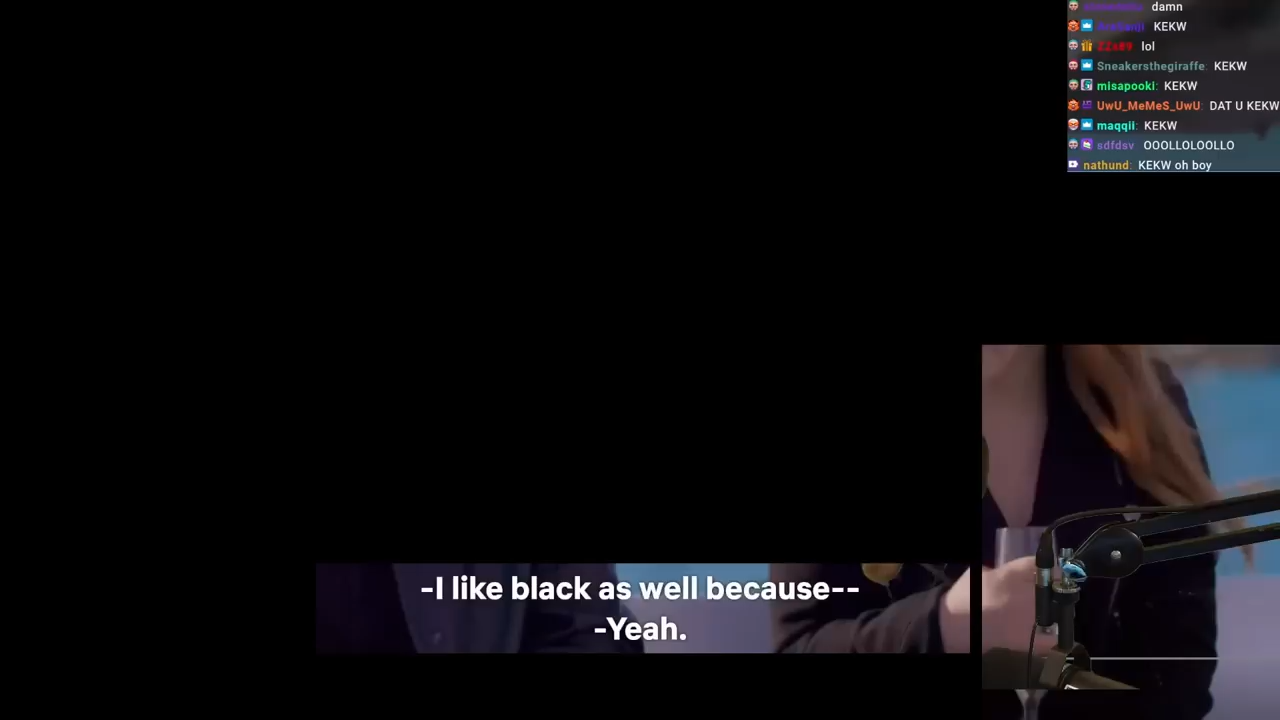 damn
KEKW
ZZx89 lol
Sneakersthegiraffe: KEKW
misapooki: KEKW
UwU_MeMeS_UwU: DAT U KEKW
maqqii: KEKW
sdfdsv OOOLLOLOOLLO
nathund: KEKW oh boy
-I like black as well because--
-Yeah.